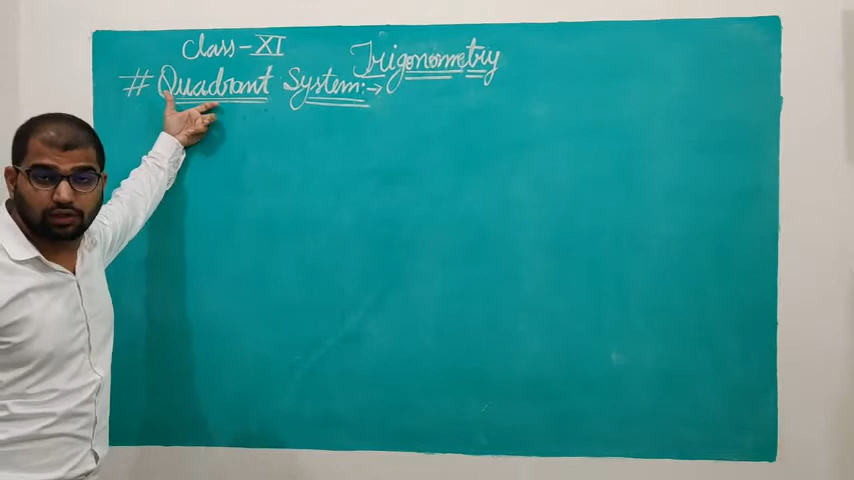 Class-XI
Trigonometry
# Quadrant System:→